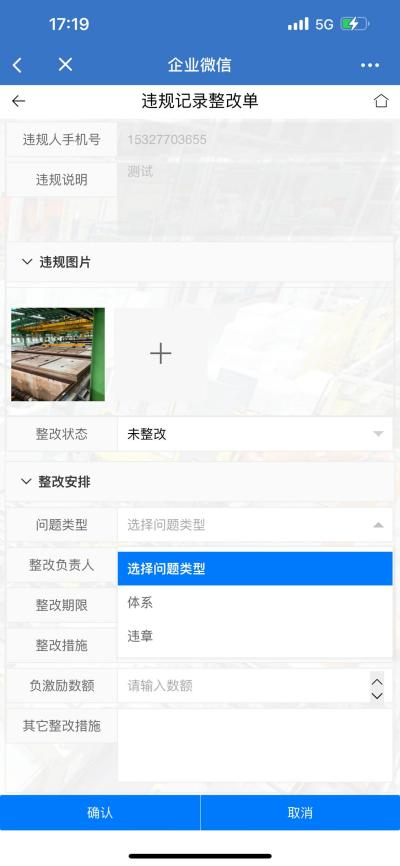 17:19
5G
企业微信
违规记录整改单
违规人手机号 15327703655
违规说明 测试
违规图片
整改状态 未整改
整改安排
问题类型 选择问题类型
整改负责人 选择问题类型
整改期限 体系
整改措施 违章
负激励数额 请输入数额
其它整改措施
确认 取消